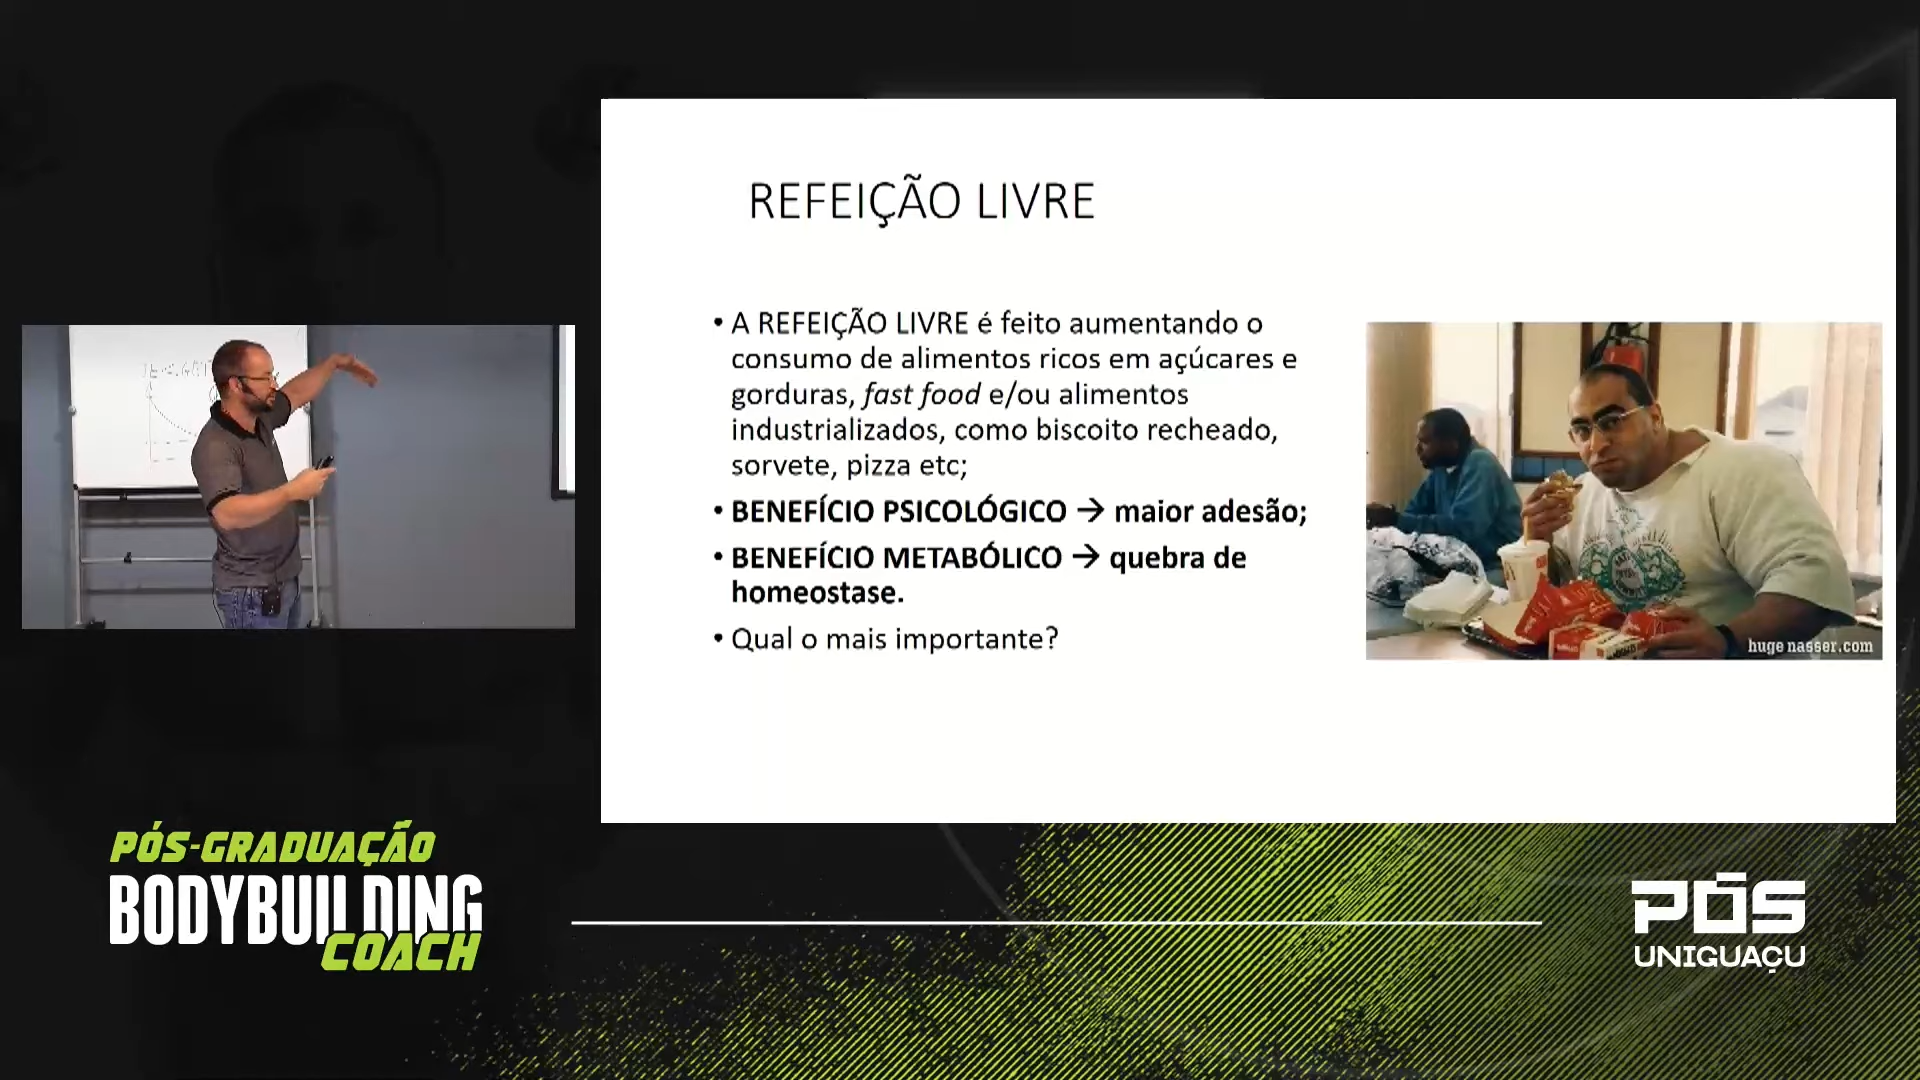 REFEIÇÃO LIVRE
• A REFEIÇÃO LIVRE é feito aumentando o
consumo de alimentos ricos em açúcares e
gorduras, fast food e/ou alimentos
industrializados, como biscoito recheado,
sorvete, pizza etc;
• BENEFÍCIO PSICOLÓGICO → maior adesão;
• BENEFÍCIO METABÓLICO → quebra de
homeostase.
• Qual o mais importante?
huge nasser.com
PÓS-GRADUAÇÃO
BODYBUILDING
COACH
PÓS
UNIGUAÇU